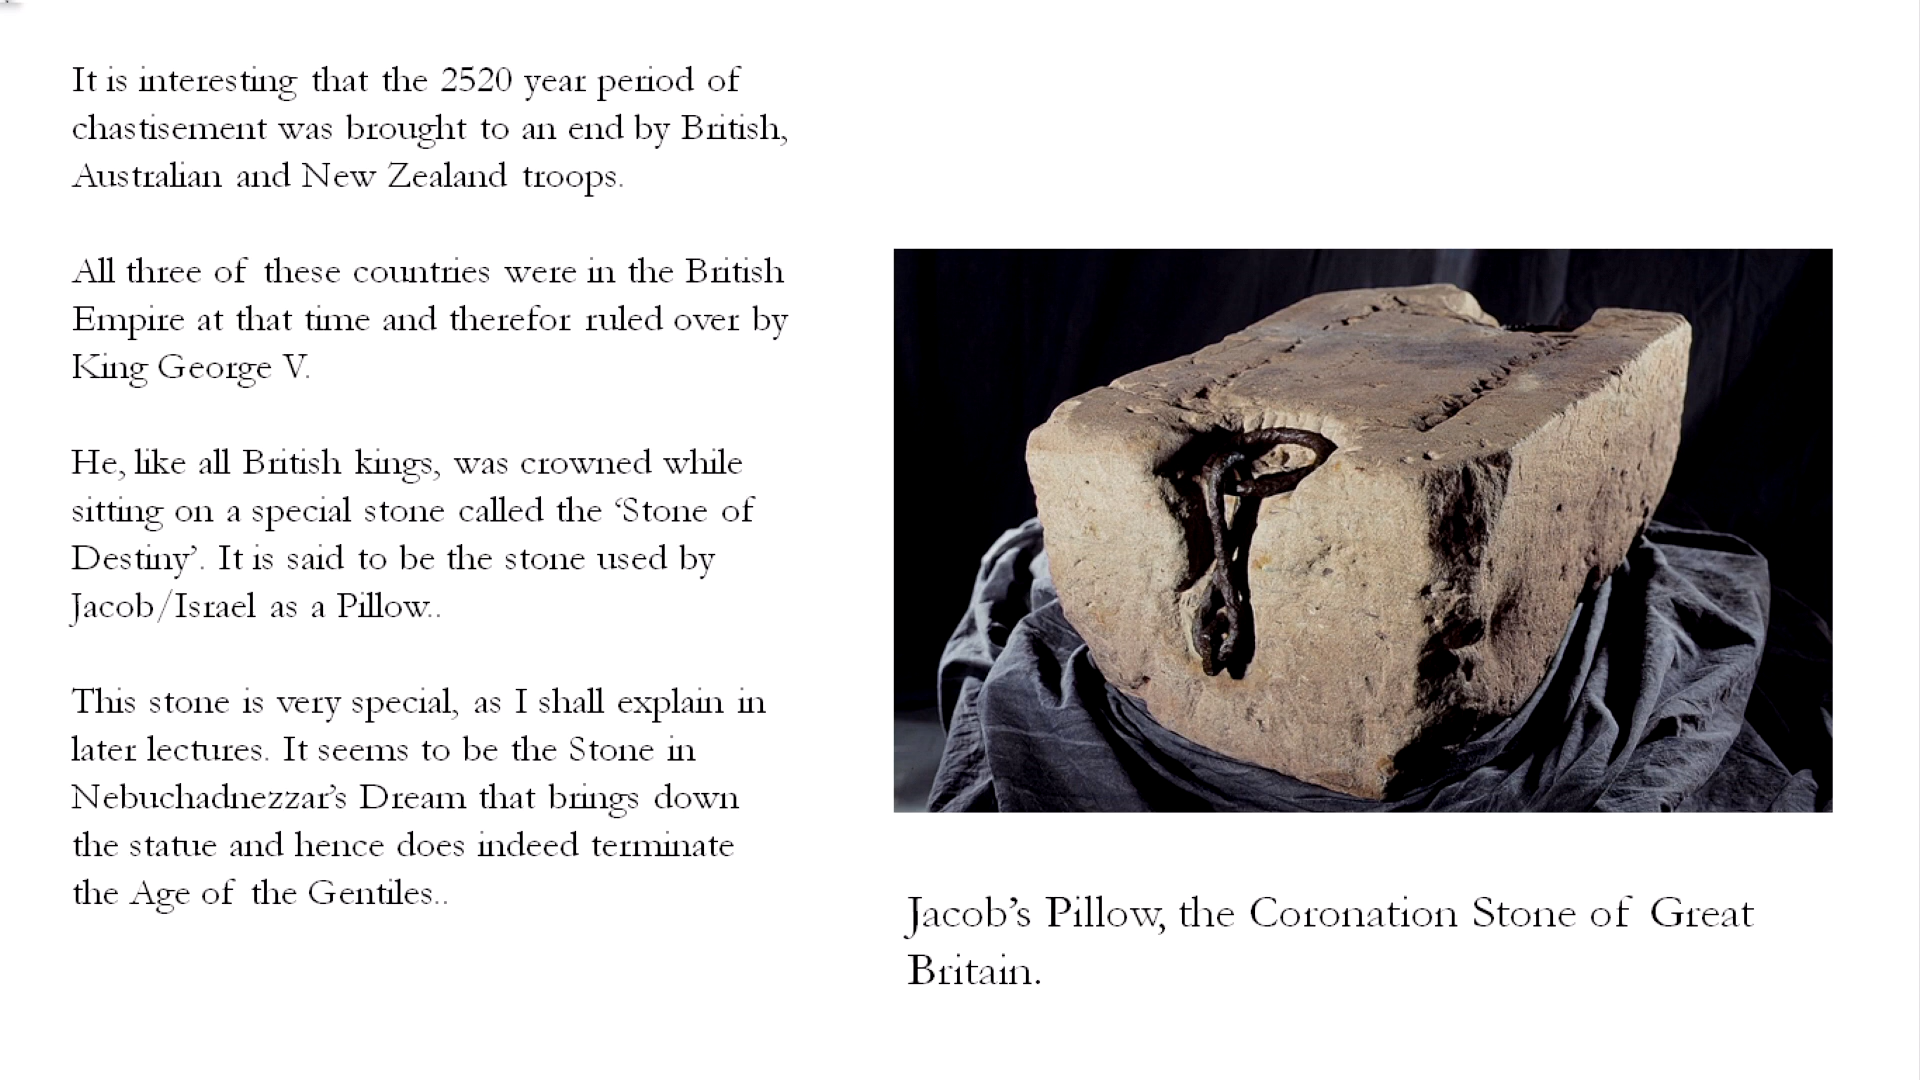 It is interesting that the 2520 year period of
chastisement was brought to an end by British,
Australian and New Zealand troops.
All three of these countries were in the British
Empire at that time and therefor ruled over by
King George V.
He, like all British kings, was crowned while
sitting on a special stone called the ‘Stone of
Destiny’. It is said to be the stone used by
Jacob/Israel as a Pillow..
This stone is very special, as I shall explain in
later lectures. It seems to be the Stone in
Nebuchadnezzar’s Dream that brings down
the statue and hence does indeed terminate
the Age of the Gentiles..
Jacob’s Pillow, the Coronation Stone of Great
Britain.